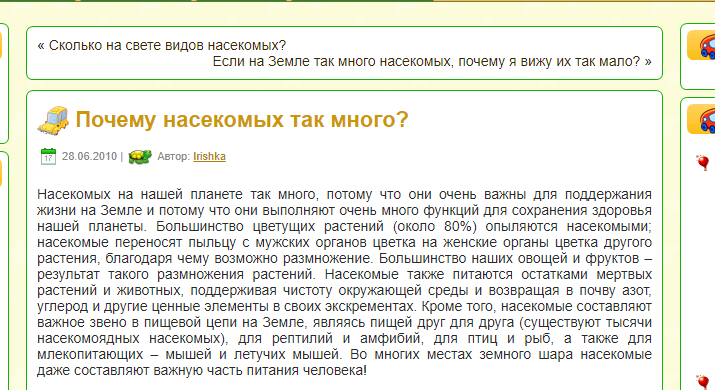 « Сколько на свете видов насекомых?
Если на Земле так много насекомых, почему я вижу их так мало? »
Почему насекомых так много?
17
28.06.2010 | Автор: Irishka
Насекомых на нашей планете так много, потому что они очень важны для поддержания
жизни на Земле и потому что они выполняют очень много функций для сохранения здоровья
нашей планеты. Большинство цветущих растений (около 80%) опыляются насекомыми;
насекомые переносят пыльцу с мужских органов цветка на женские органы цветка другого
растения, благодаря чему возможно размножение. Большинство наших овощей и фруктов –
результат такого размножения растений. Насекомые также питаются остатками мертвых
растений и животных, поддерживая чистоту окружающей среды и возвращая в почву азот,
углерод и другие ценные элементы в своих экскрементах. Кроме того, насекомые составляют
важное звено в пищевой цепи на Земле, являясь пищей друг для друга (существуют тысячи
насекомоядных насекомых), для рептилий и амфибий, для птиц и рыб, а также для
млекопитающих – мышей и летучих мышей. Во многих местах земного шара насекомые
даже составляют важную часть питания человека!